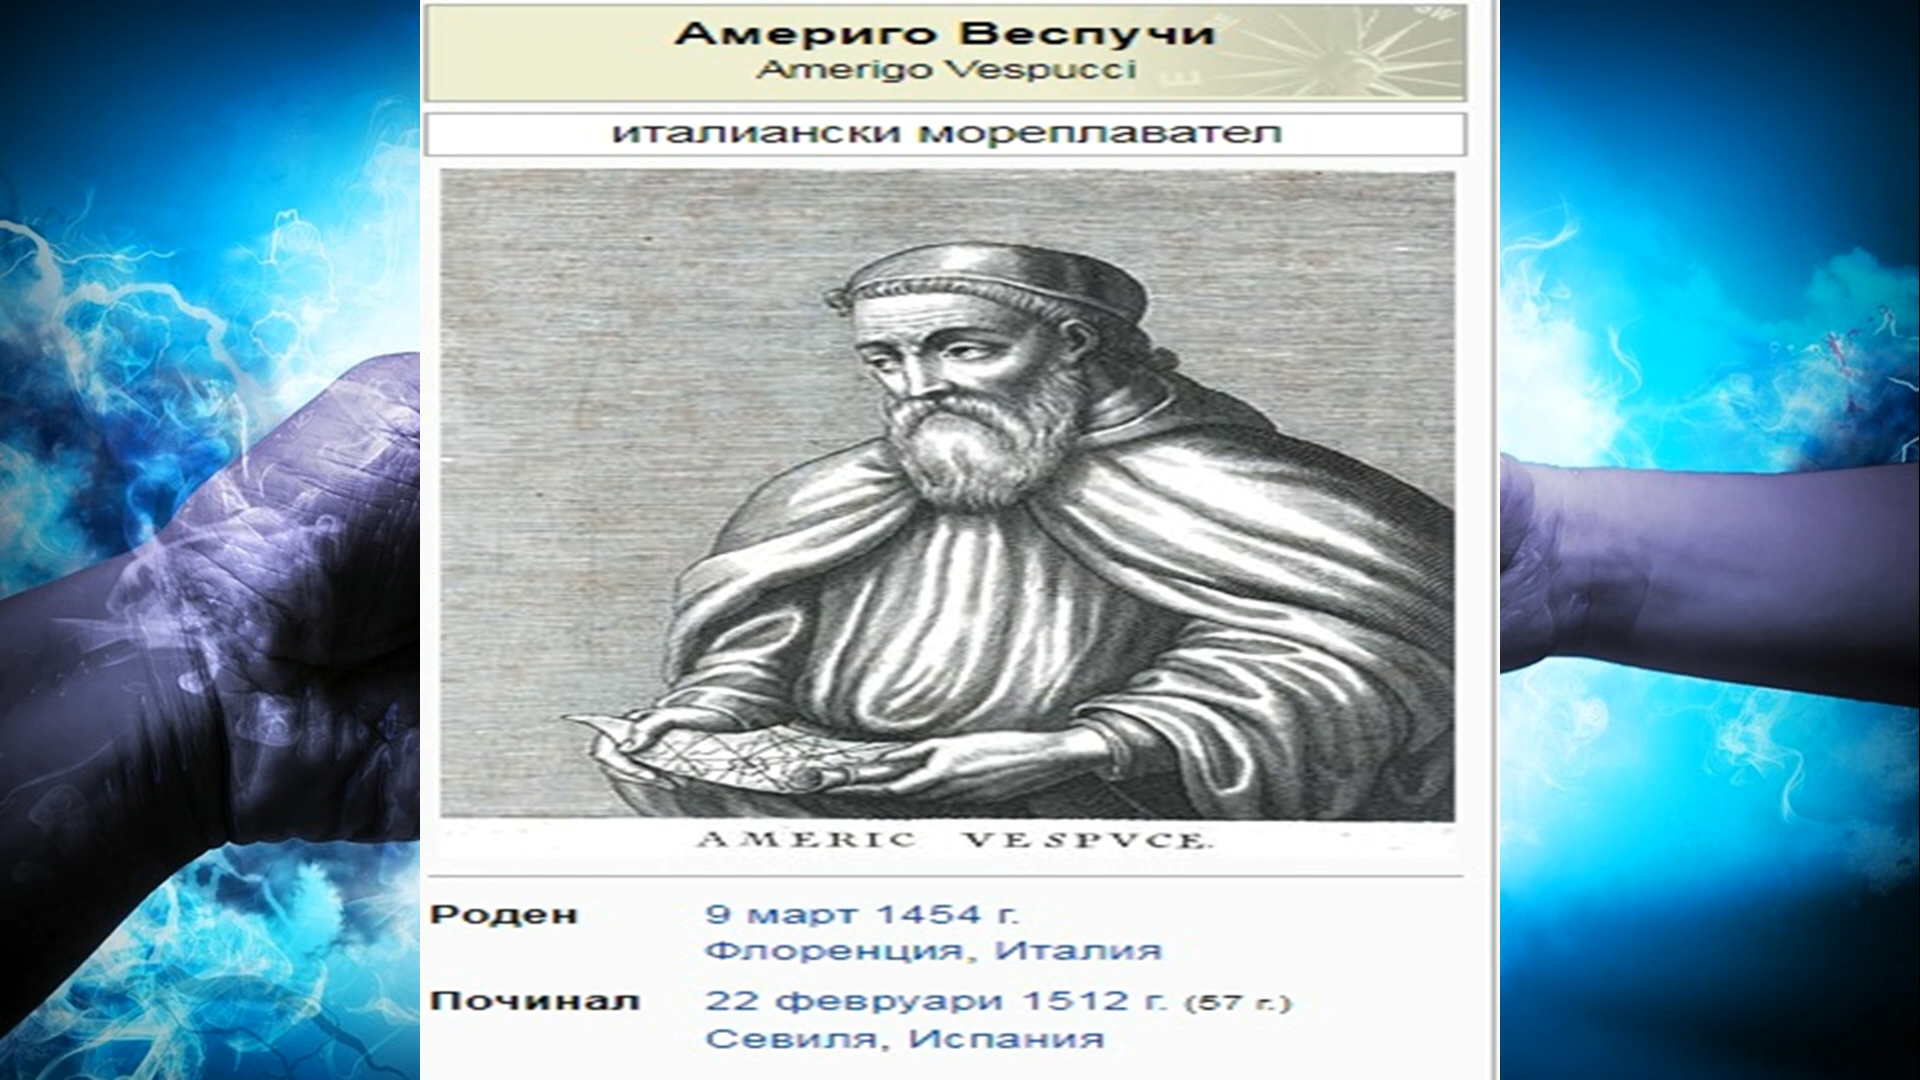 Америго Веспучи
Amerigo Vespucci
италиански мореплавател
AMERIC VESPVCE.
Роден 9 март 1454 г.
Флоренция, Италия
Починал 22 февруари 1512 г. (57 г.)
Севиля, Испания